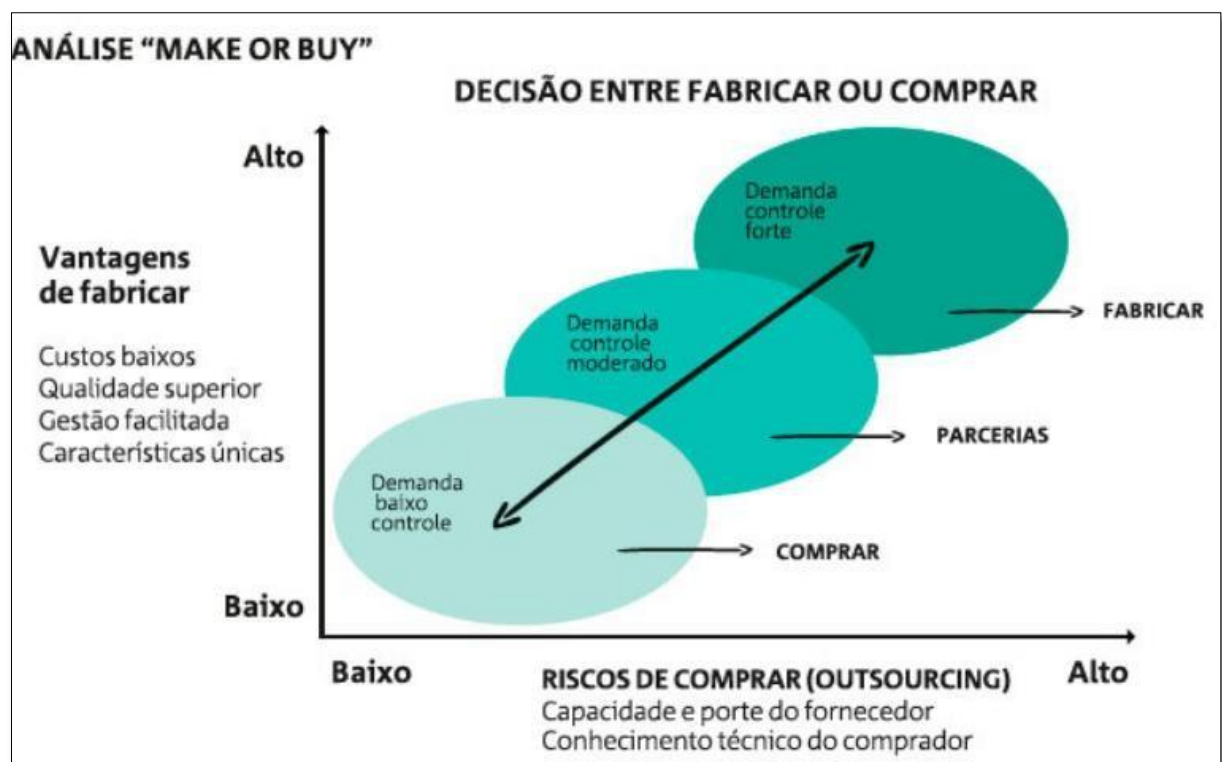 ANÁLISE “MAKE OR BUY”
DECISÃO ENTRE FABRICAR OU COMPRAR
Alto
Vantagens
de fabricar
Custos baixos
Qualidade superior
Gestão facilitada
Características únicas
Demanda
controle
forte
FABRICAR
Demanda
controle
moderado
PARCERIAS
Demanda
baixo
controle
COMPRAR
Baixo
Baixo
RISCOS DE COMPRAR (OUTSOURCING)
Alto
Capacidade e porte do fornecedor
Conhecimento técnico do comprador